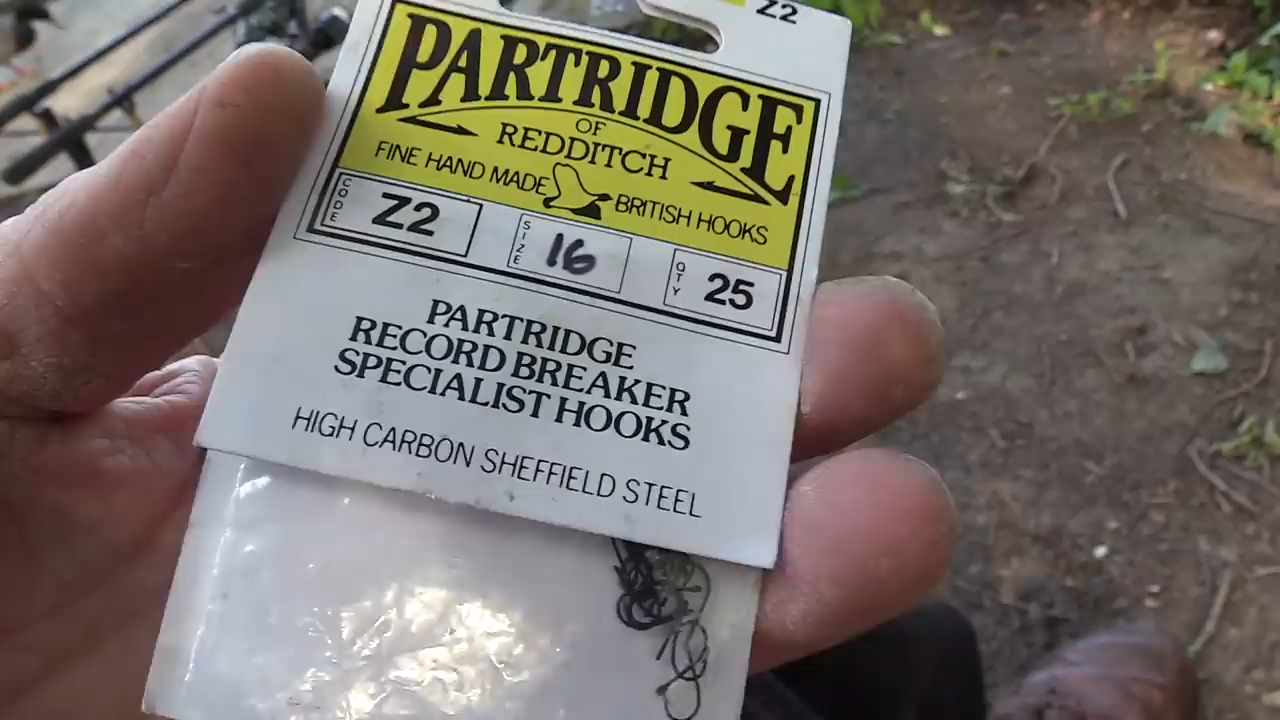 Z2
PARTRIDGE
OF
REDDITCH
FINE HAND MADE BRITISH HOOKS
CODE Z2 SIZE 16 QTY 25
PARTRIDGE
RECORD BREAKER
SPECIALIST HOOKS
HIGH CARBON SHEFFIELD STEEL